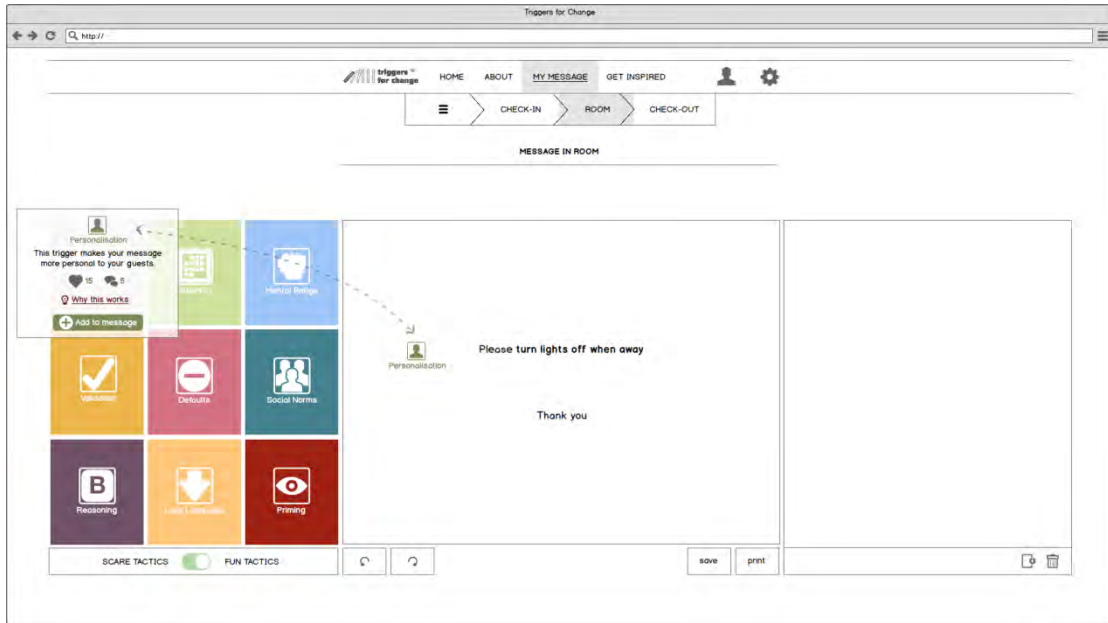 Triggers for Change
http://
triggers ™
for change
HOME
ABOUT
MY MESSAGE
GET INSPIRED
CHECK-IN
ROOM
CHECK-OUT
MESSAGE IN ROOM
Personalisation
This trigger makes your message
more personal to your guests.
15
5
Why this works
Add to message
Validation
Defaults
Social Norms
B
Reasoning
Priming
Personalisation
Please turn lights off when away
Thank you
SCARE TACTICS
FUN TACTICS
save
print